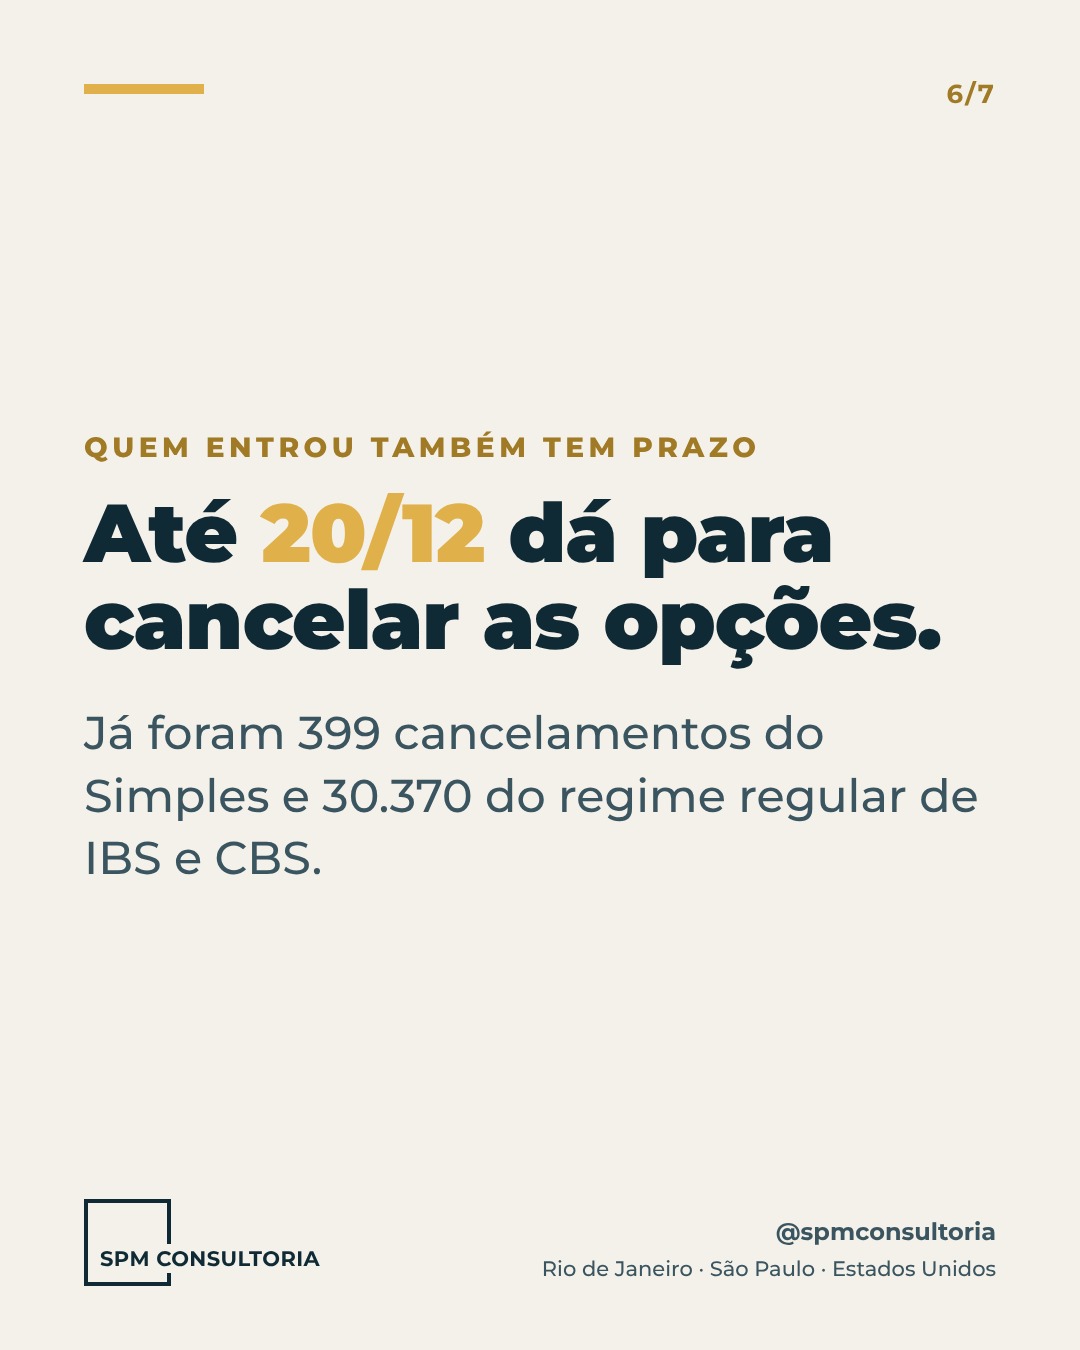 6/7
QUEM ENTROU TAMBÉM TEM PRAZO
Até 20/12 dá para
cancelar as opções.
Já foram 399 cancelamentos do
Simples e 30.370 do regime regular de
IBS e CBS.
SPM CONSULTORIA
@spmconsultoria
Rio de Janeiro · São Paulo · Estados Unidos